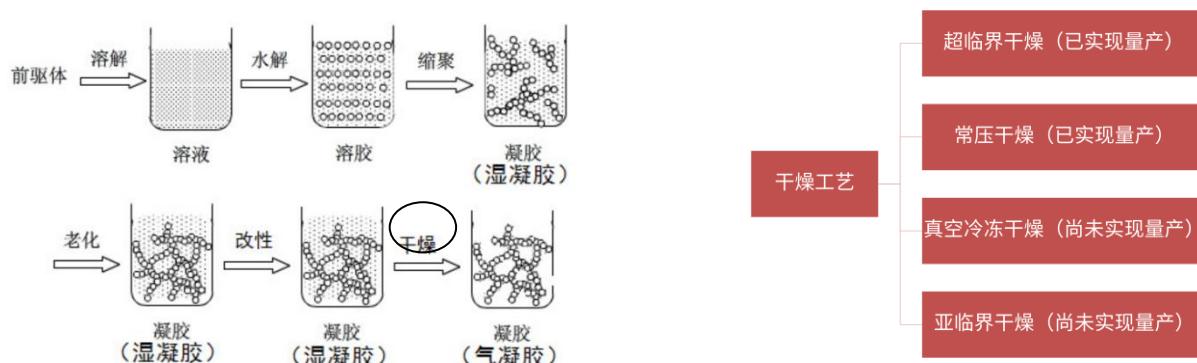 前驱体
溶解
溶液
水解
溶胶
缩聚
凝胶
（湿凝胶）
老化
凝胶
（湿凝胶）
改性
凝胶
（湿凝胶）
干燥
凝胶
（气凝胶）
干燥工艺
超临界干燥（已实现量产）
常压干燥（已实现量产）
真空冷冻干燥（尚未实现量产）
亚临界干燥（尚未实现量产）